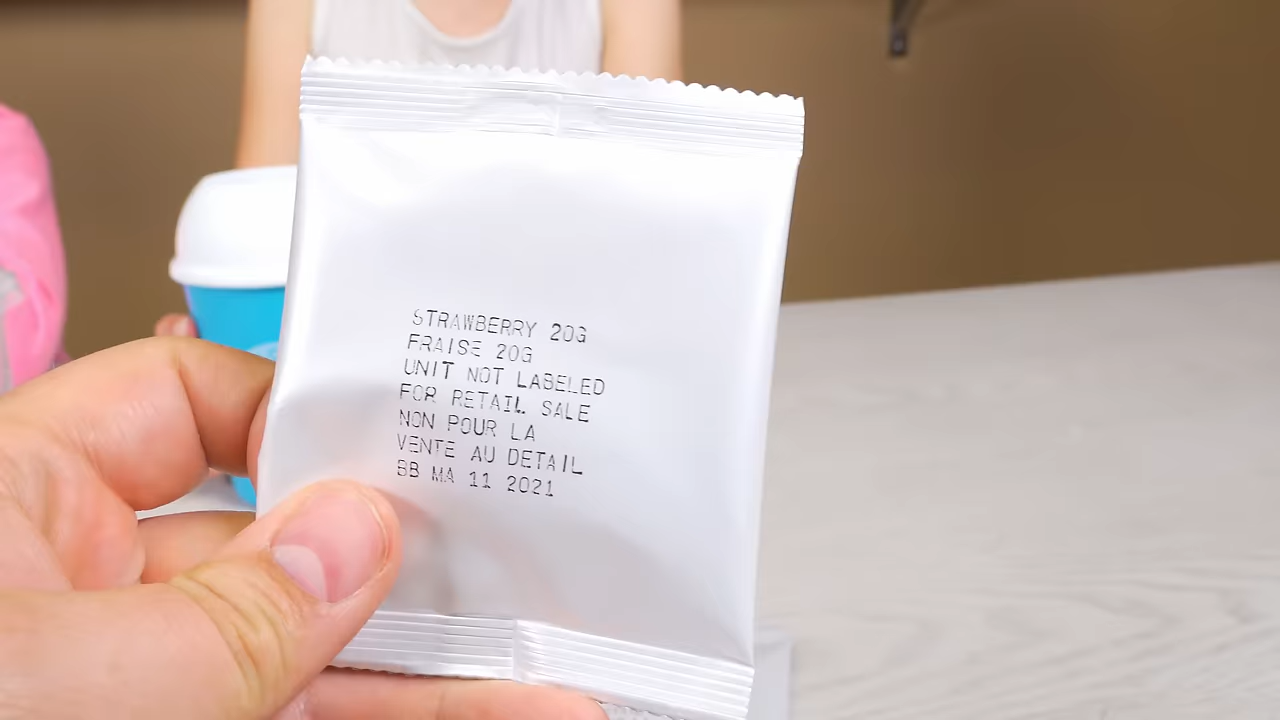 STRAWBERRY 20G
FRAISE 20G
UNIT NOT LABELED
FOR RETAIL SALE
NON POUR LA
VENTE AU DETAIL
BB MA 11 2021